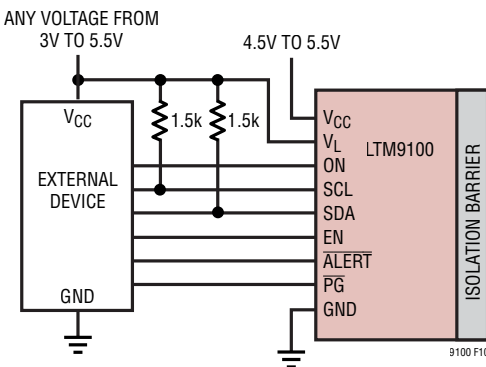 ANY VOLTAGE FROM
3V TO 5.5V
4.5V TO 5.5V
VCC
1.5k
1.5k
EXTERNAL
DEVICE
GND
VCC
VL
LTM9100
ON
SCL
SDA
EN
ALERT
PG
GND
ISOLATION BARRIER
9100 F10